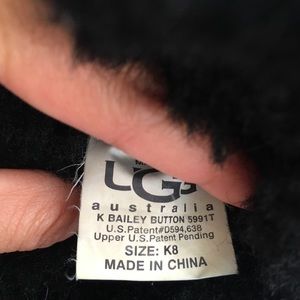 UGG
australia
K BAILEY BUTTON 5991T
U.S.Patent#D594,638
Upper U.S.Patent Pending
SIZE: K8
MADE IN CHINA